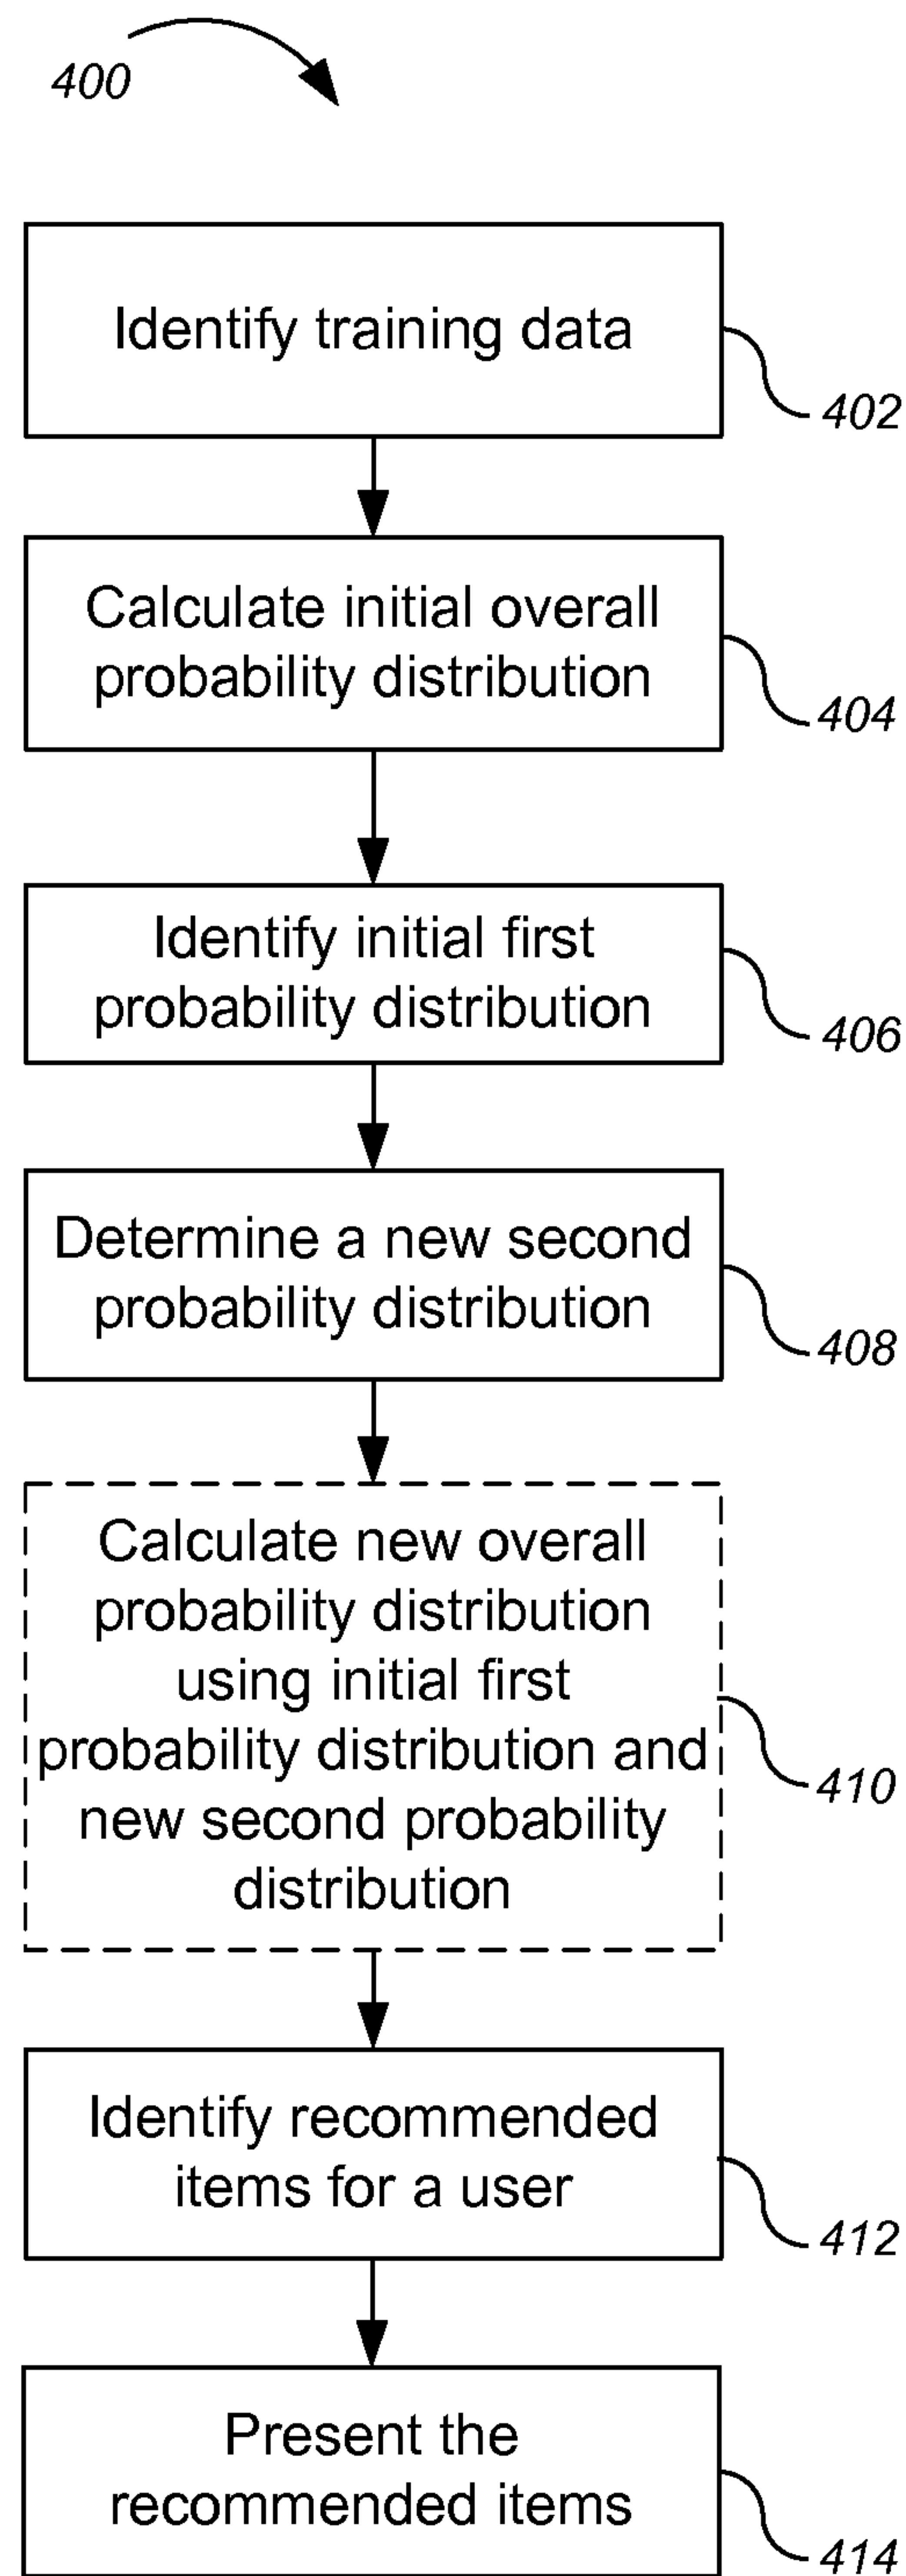 400
Identify training data
402
Calculate initial overall
probability distribution
404
Identify initial first
probability distribution
406
Determine a new second
probability distribution
408
Calculate new overall
probability distribution
using initial first
probability distribution and
new second probability
distribution
410
Identify recommended
items for a user
412
Present the
recommended items
414